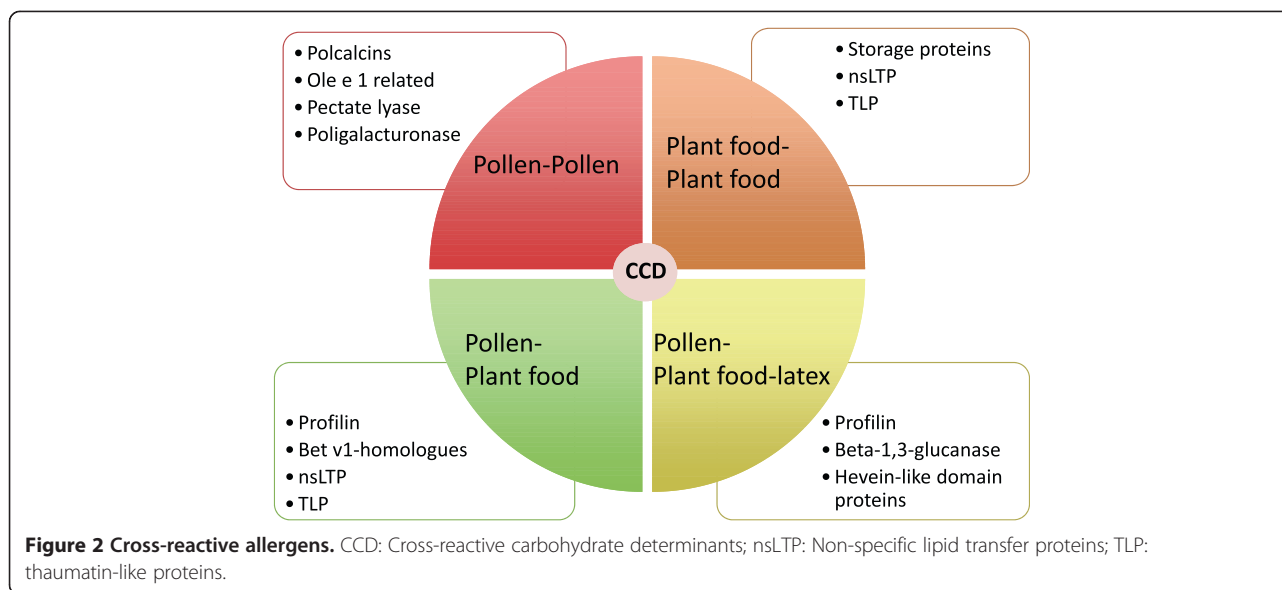 • Polcalcins
• Ole e 1 related
• Pectate lyase
• Poligalacturonase
• Storage proteins
• nsLTP
• TLP
Pollen-Pollen
Plant food-
Plant food
CCD
Pollen-
Plant food
Pollen-
Plant food-latex
• Profilin
• Bet v1-homologues
• nsLTP
• TLP
• Profilin
• Beta-1,3-glucanase
• Hevein-like domain
proteins
Figure 2 Cross-reactive allergens. CCD: Cross-reactive carbohydrate determinants; nsLTP: Non-specific lipid transfer proteins; TLP:
thaumatin-like proteins.